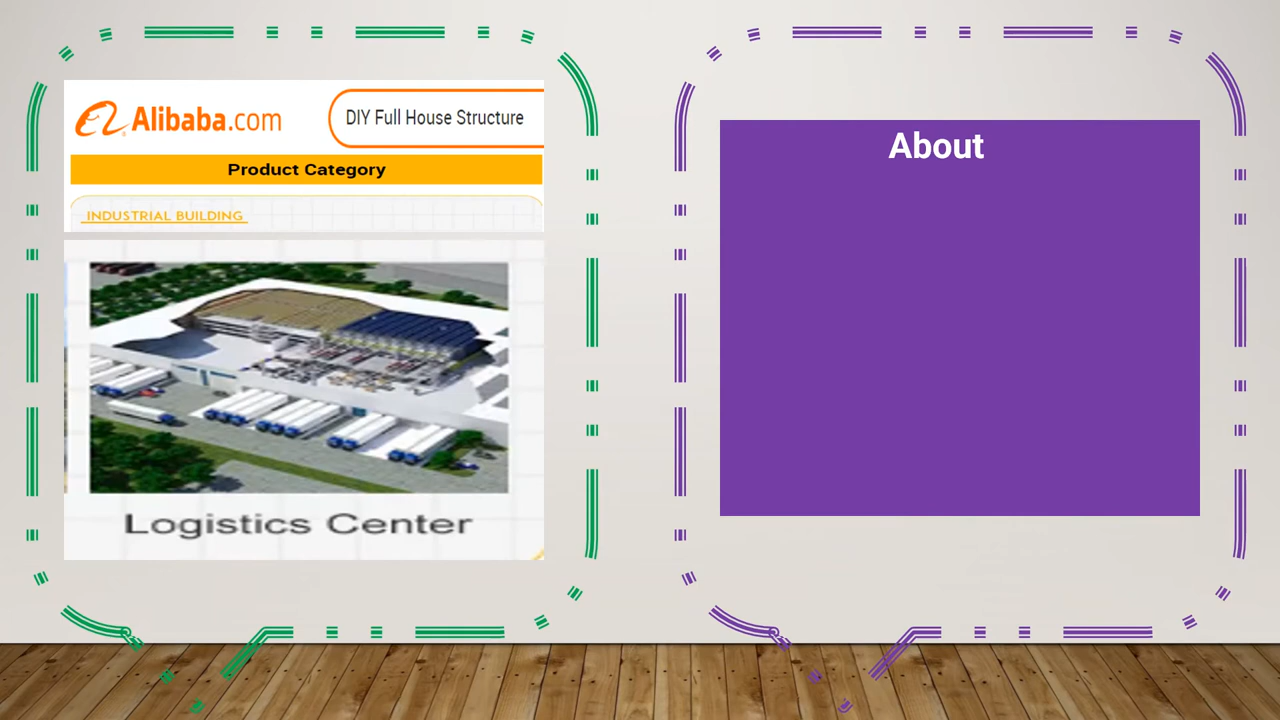 Alibaba.com
DIY Full House Structure
Product Category
INDUSTRIAL BUILDING
Logistics Center
About